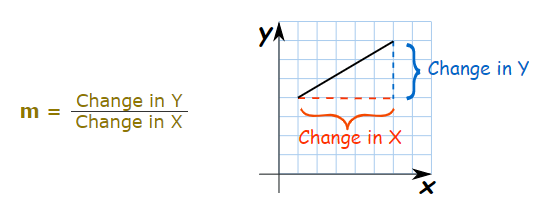 m = Change in Y
Change in X
y
Change in Y
Change in X
x